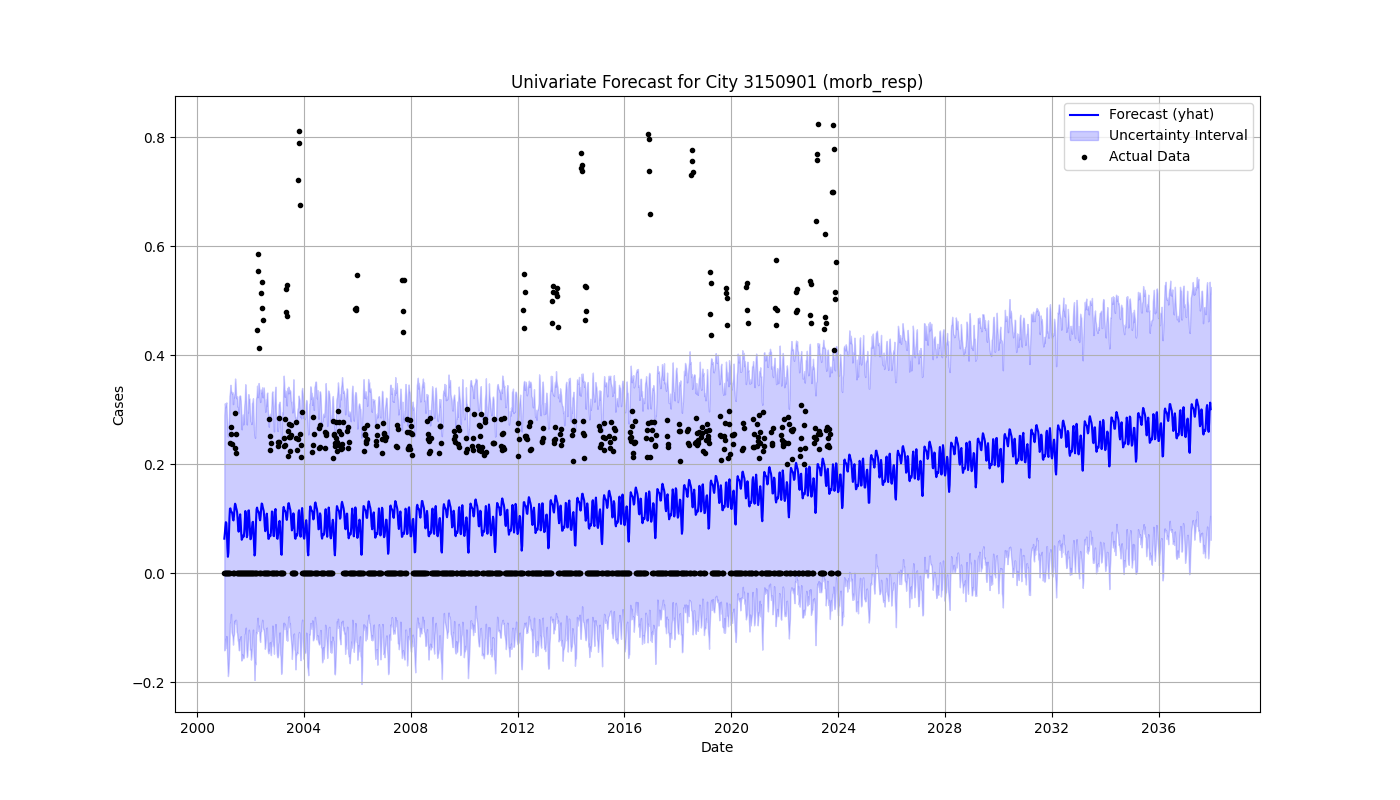 Univariate Forecast for City 3150901 (morb_resp)
Forecast (yhat)
Uncertainty Interval
Actual Data
Cases
0.8
0.6
0.4
0.2
0.0
−0.2
2000 2004 2008 2012 2016 2020 2024 2028 2032 2036
Date